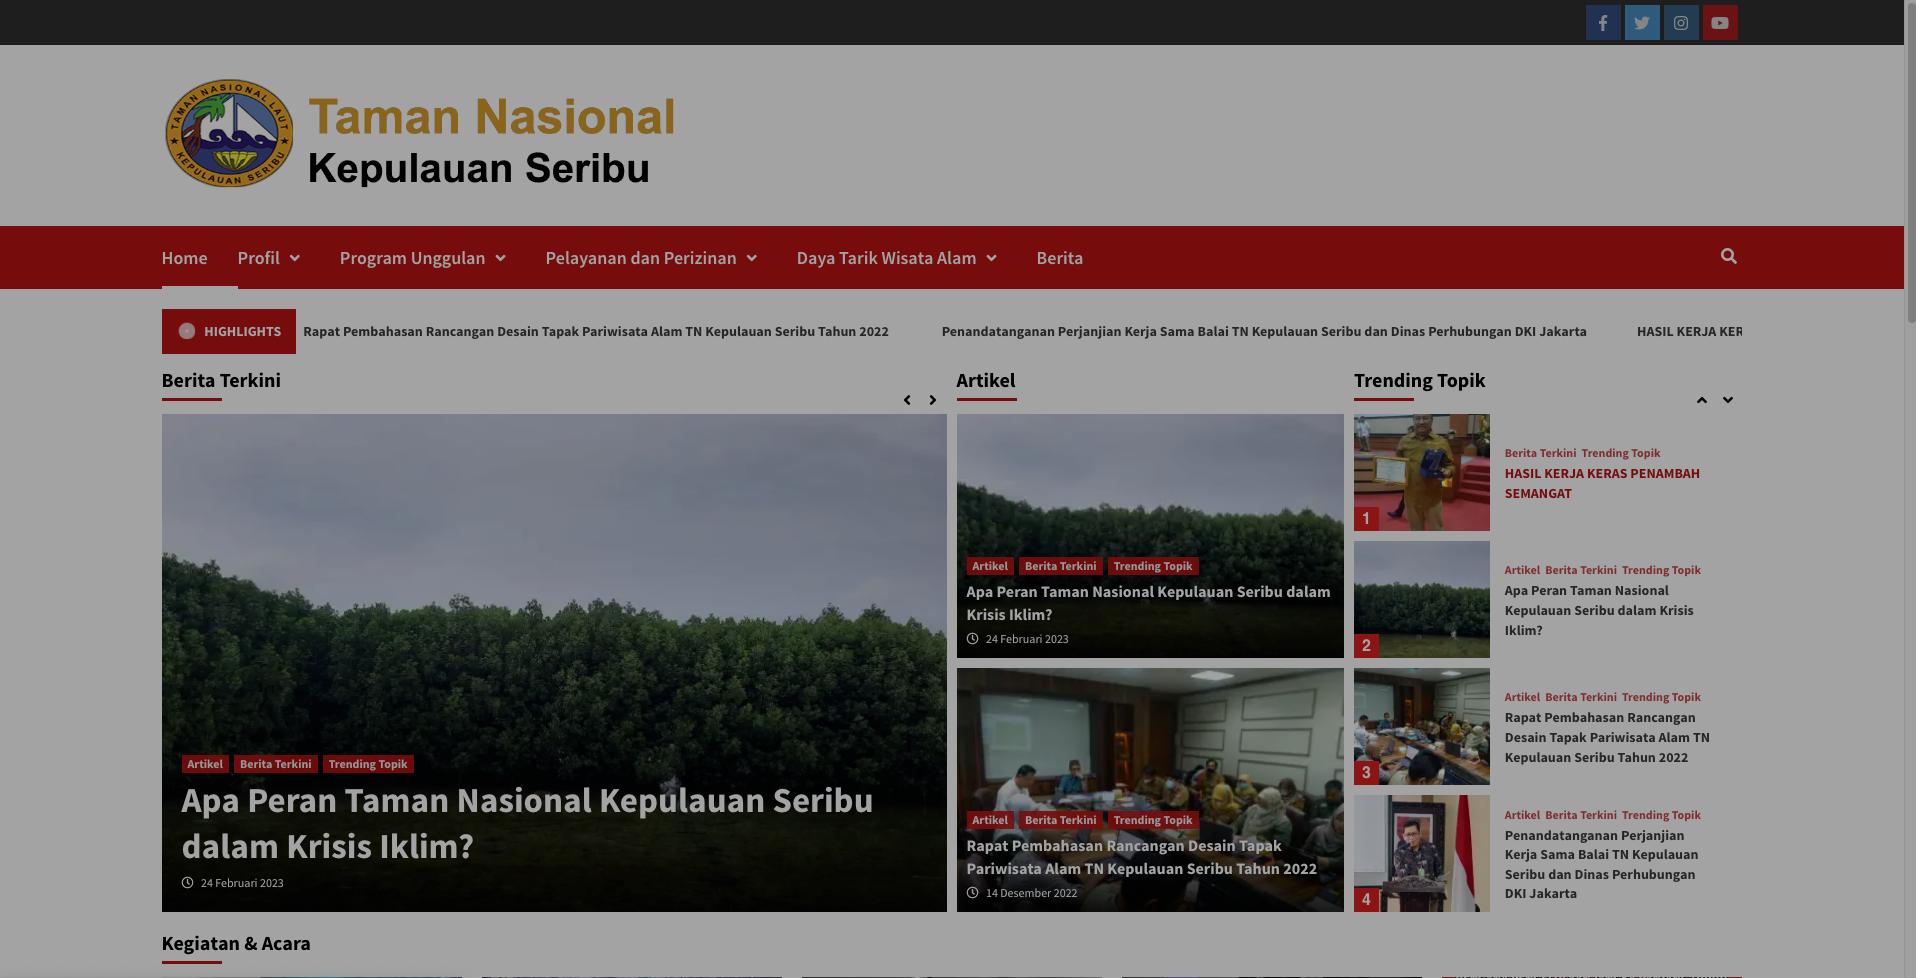 TAMAN NASIONAL LAUT
KEPULAUAN SERIBU
Taman Nasional
Kepulauan Seribu
Home
Profil
Program Unggulan
Pelayanan dan Perizinan
Daya Tarik Wisata Alam
Berita
HIGHLIGHTS
Rapat Pembahasan Rancangan Desain Tapak Pariwisata Alam TN Kepulauan Seribu Tahun 2022
Penandatanganan Perjanjian Kerja Sama Balai TN Kepulauan Seribu dan Dinas Perhubungan DKI Jakarta
HASIL KERJA KER
Berita Terkini
Artikel Berita Terkini Trending Topik
Apa Peran Taman Nasional Kepulauan Seribu
dalam Krisis Iklim?
24 Februari 2023
Artikel
Artikel Berita Terkini Trending Topik
Apa Peran Taman Nasional Kepulauan Seribu dalam
Krisis Iklim?
24 Februari 2023
Artikel Berita Terkini Trending Topik
Rapat Pembahasan Rancangan Desain Tapak
Pariwisata Alam TN Kepulauan Seribu Tahun 2022
14 Desember 2022
Trending Topik
1
Berita Terkini Trending Topik
HASIL KERJA KERAS PENAMBAH
SEMANGAT
2
Artikel Berita Terkini Trending Topik
Apa Peran Taman Nasional
Kepulauan Seribu dalam Krisis
Iklim?
3
Artikel Berita Terkini Trending Topik
Rapat Pembahasan Rancangan
Desain Tapak Pariwisata Alam TN
Kepulauan Seribu Tahun 2022
4
Artikel Berita Terkini Trending Topik
Penandatanganan Perjanjian
Kerja Sama Balai TN Kepulauan
Seribu dan Dinas Perhubungan
DKI Jakarta
Kegiatan & Acara